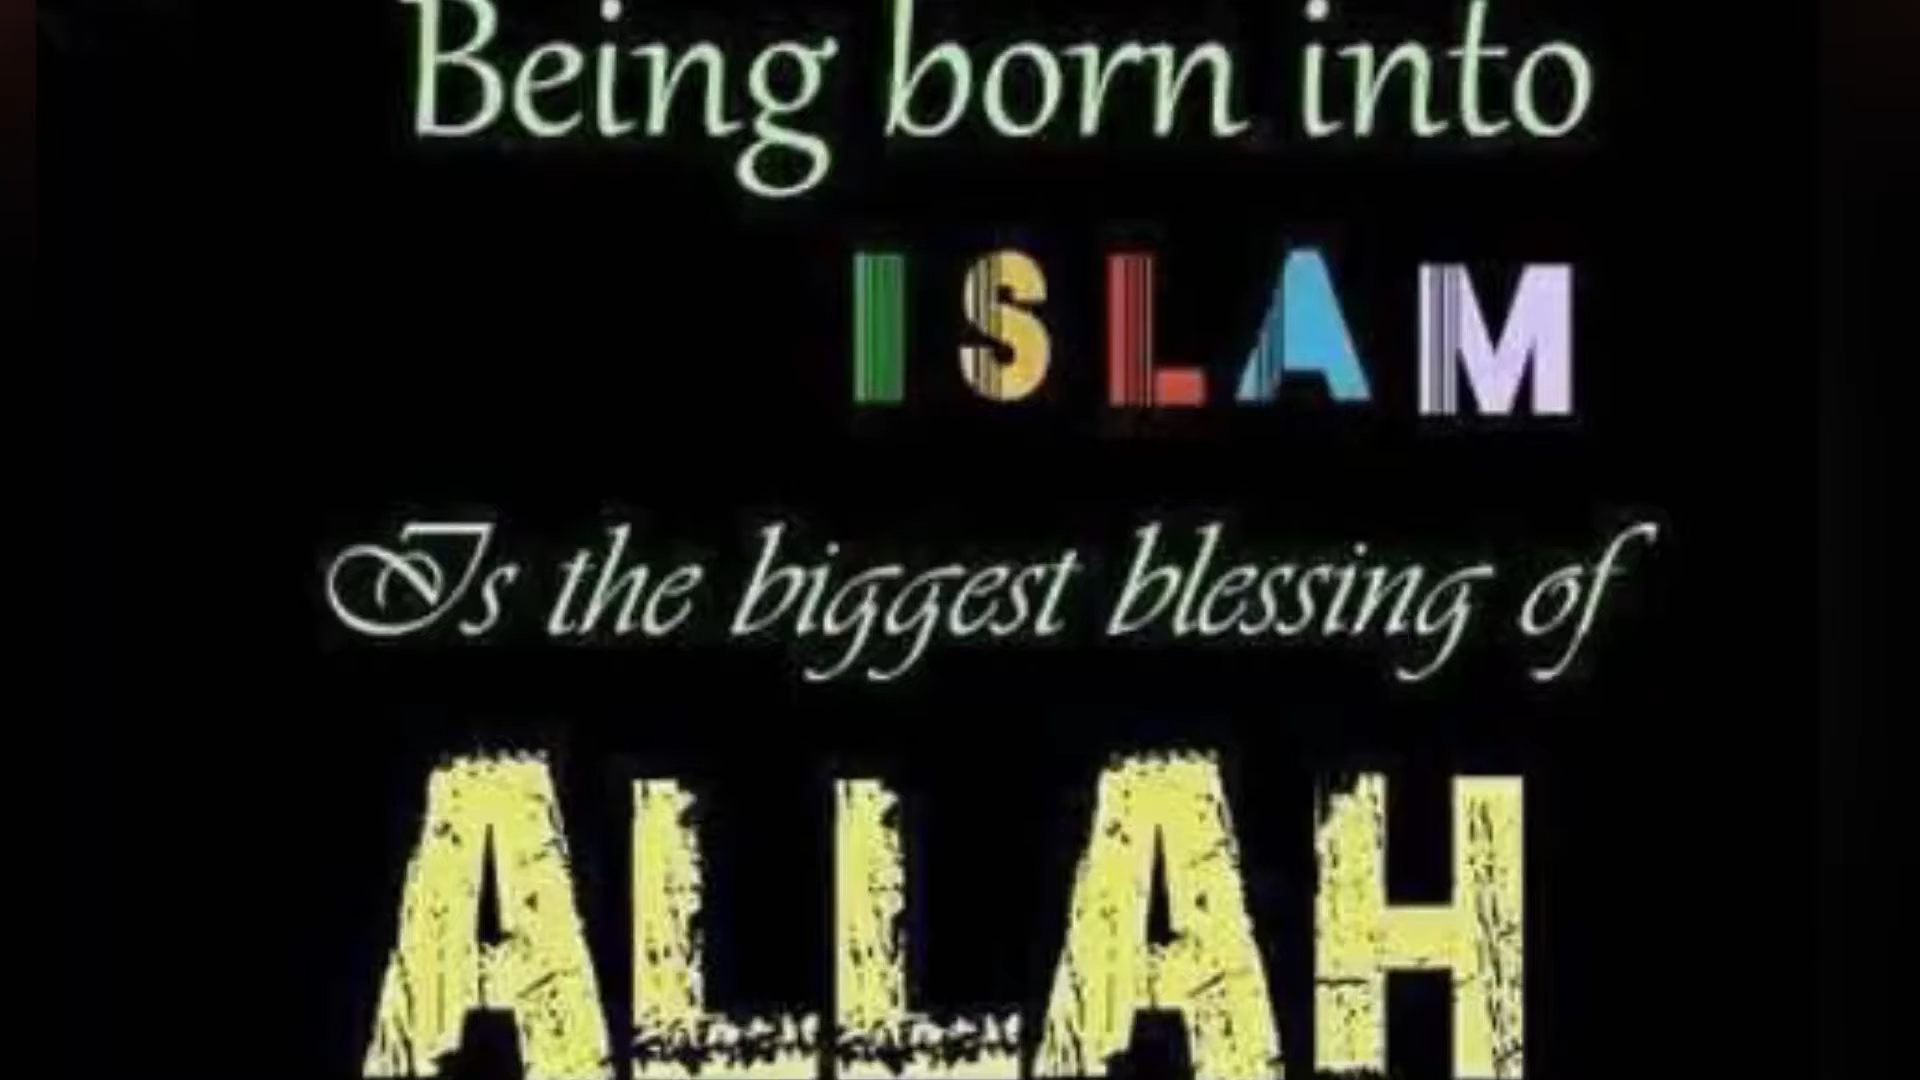 Being born into
ISLAM
Is the biggest blessing of
ALLAH